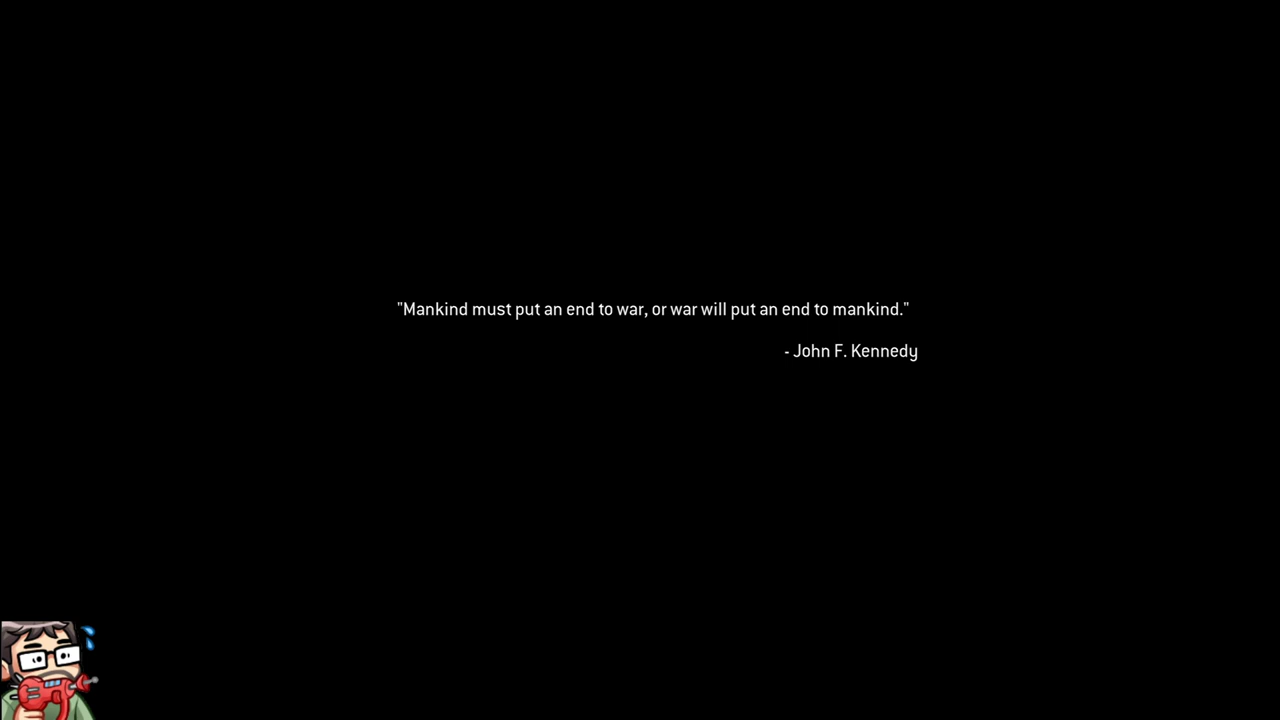 "Mankind must put an end to war, or war will put an end to mankind."
- John F. Kennedy